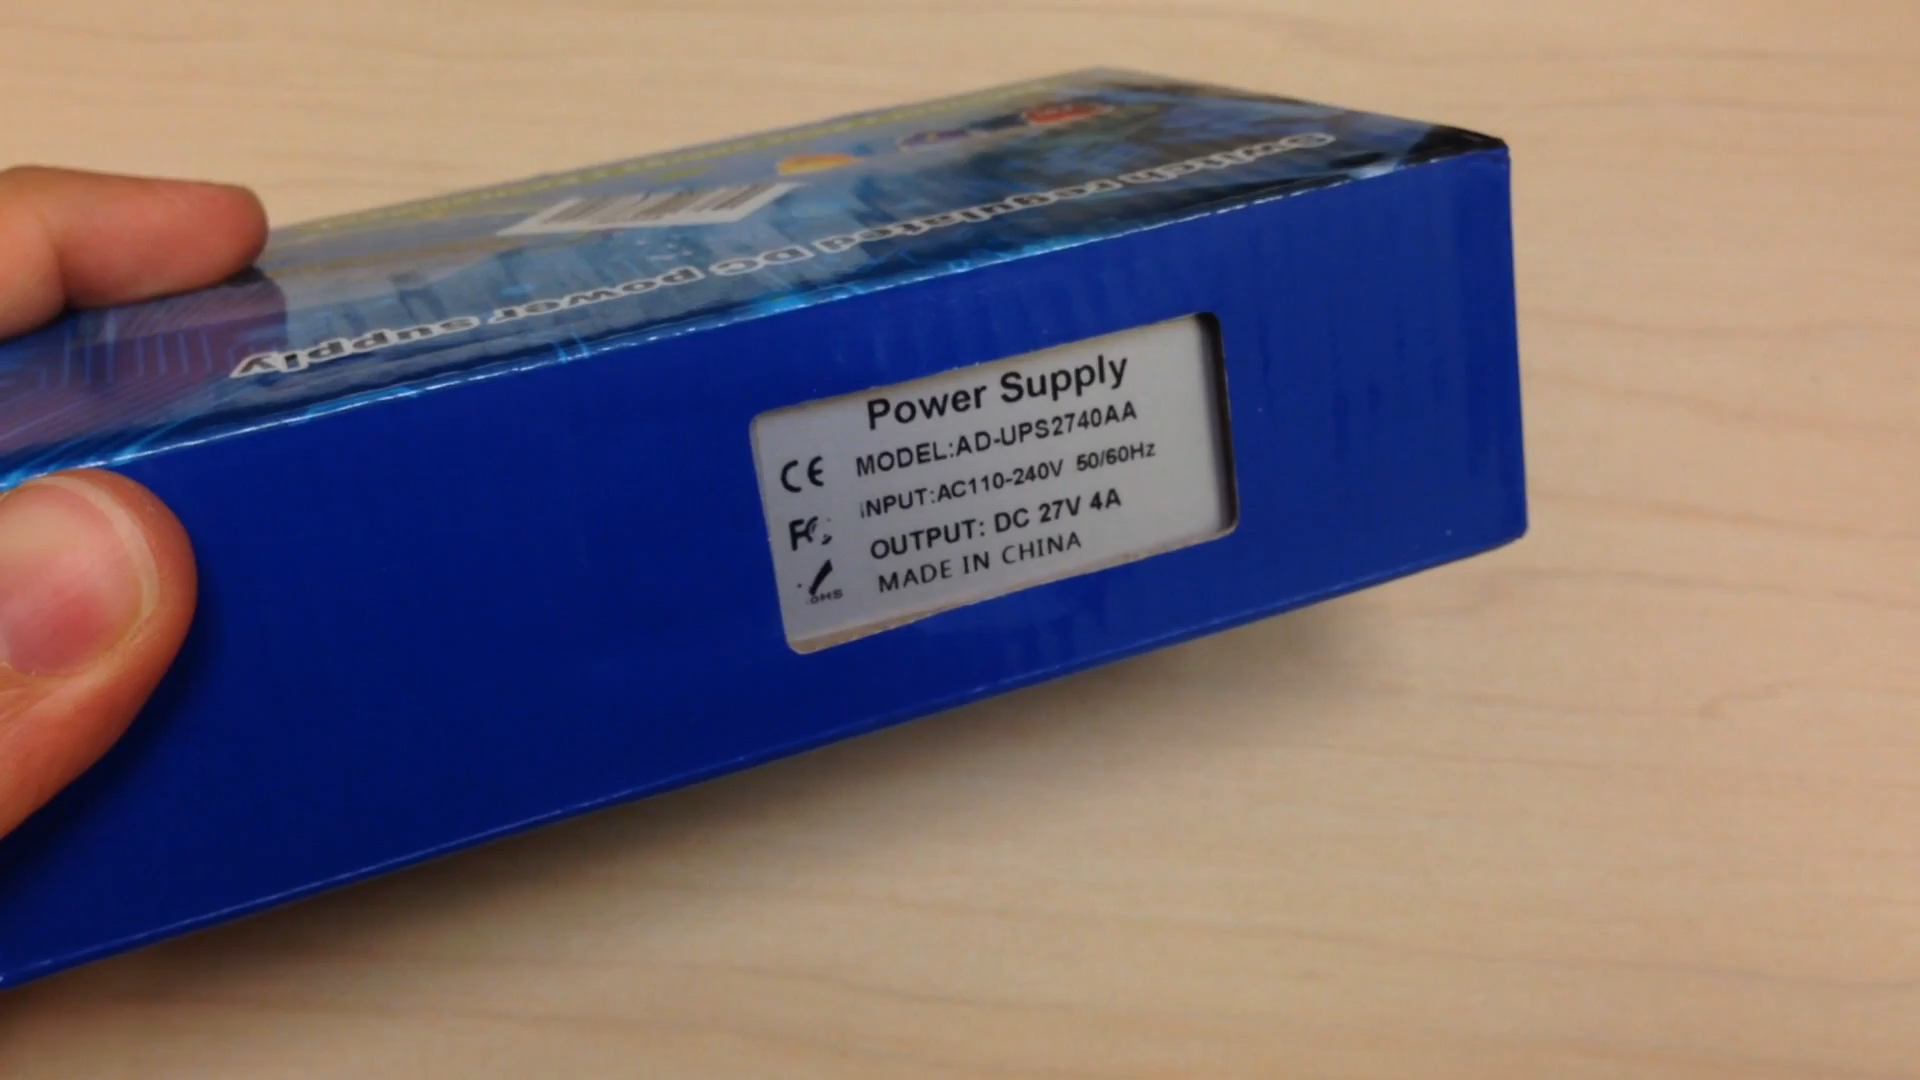 Switch regulated DC power supply
Power Supply
MODEL:AD-UPS2740AA
INPUT:AC110-240V 50/60Hz
OUTPUT: DC 27V 4A
MADE IN CHINA
CE
FC